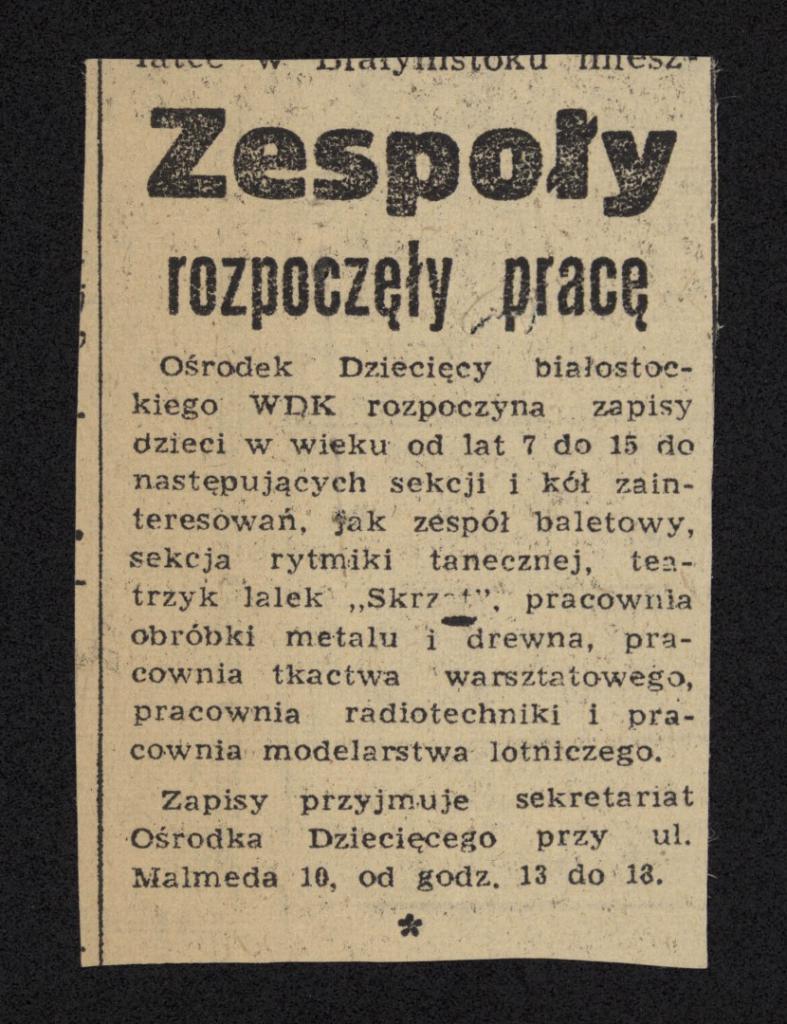 w Białymstoku miesz-
Zespoły
rozpoczęły pracę
Ośrodek Dziecięcy białostoc-
kiego WDK rozpoczyna zapisy
dzieci w wieku od lat 7 do 15 do
następujących sekcji i kół zain-
teresowań, jak zespół baletowy,
sekcja rytmiki tanecznej, tea-
trzyk lalek pracownia
obróbki metalu i drewna, pra-
cownia tkactwa warsztatowego,
pracownia radiotechniki i pra-
cownia modelarstwa lotniczego.
Zapisy przyjmuje sekretariat
Ośrodka Dziecięcego przy ul.
Malmeda 10, od godz. 13 do 18.
*